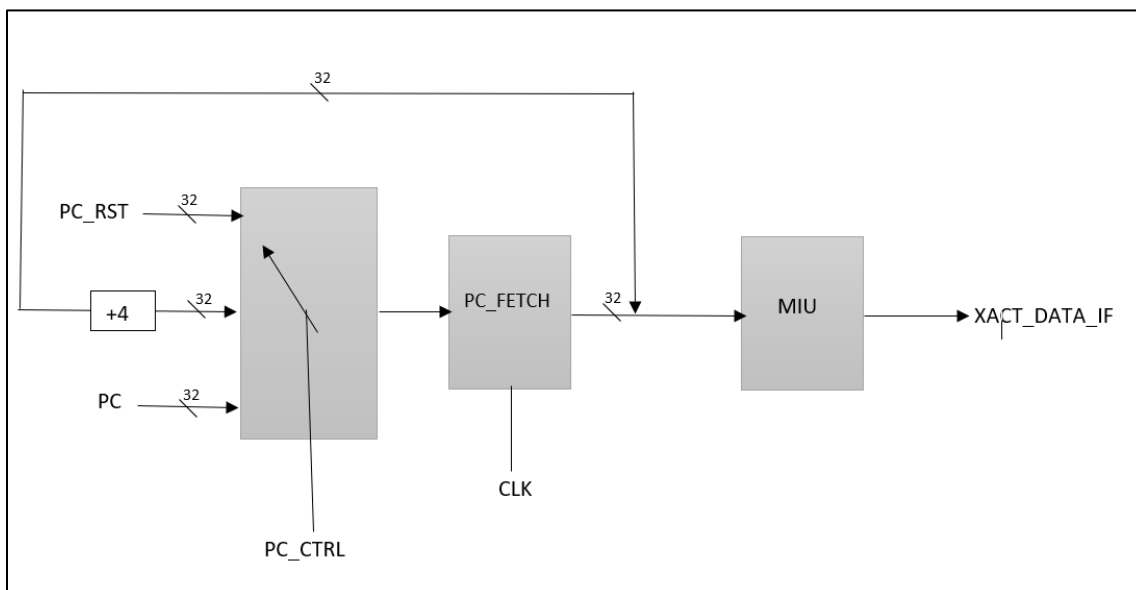 32
PC_RST
32
+4
32
PC
32
PC_CTRL
PC_FETCH
CLK
32
MIU
XACT_DATA_IF